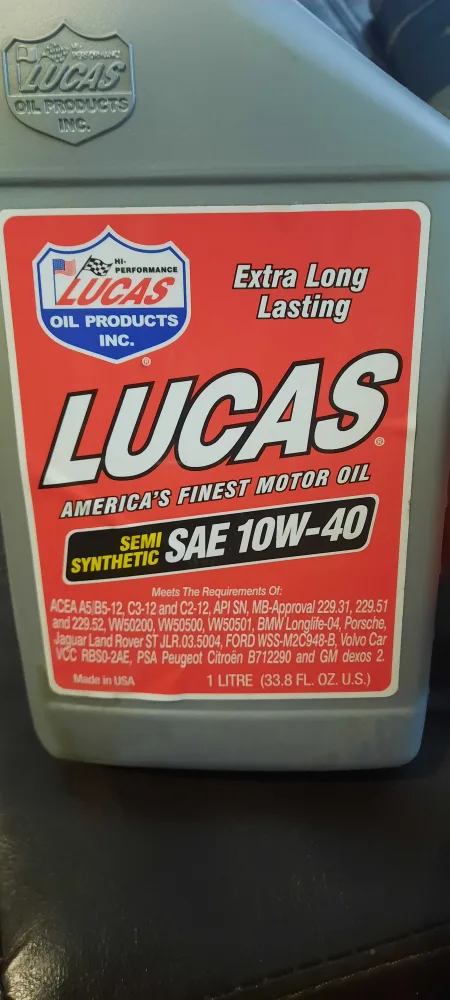 LUCAS
OIL PRODUCTS
INC.
HI-
PERFORMANCE
LUCAS
OIL PRODUCTS
INC.
®
Extra Long
Lasting
LUCAS®
AMERICA'S FINEST MOTOR OIL
SEMI
SYNTHETIC SAE 10W-40
Meets The Requirements Of:
ACEA A5/B5-12, C3-12 and C2-12, API SN, MB-Approval 229.31, 229.51
and 229.52, VW50200, VW50500, VW50501, BMW Longlife-04, Porsche,
Jaguar Land Rover ST JLR.03.5004, FORD WSS-M2C948-B, Volvo Car
VCC RBS0-2AE, PSA Peugeot Citroën B712290 and GM dexos 2.
Made in USA 1 LITRE (33.8 FL. OZ. U.S.)